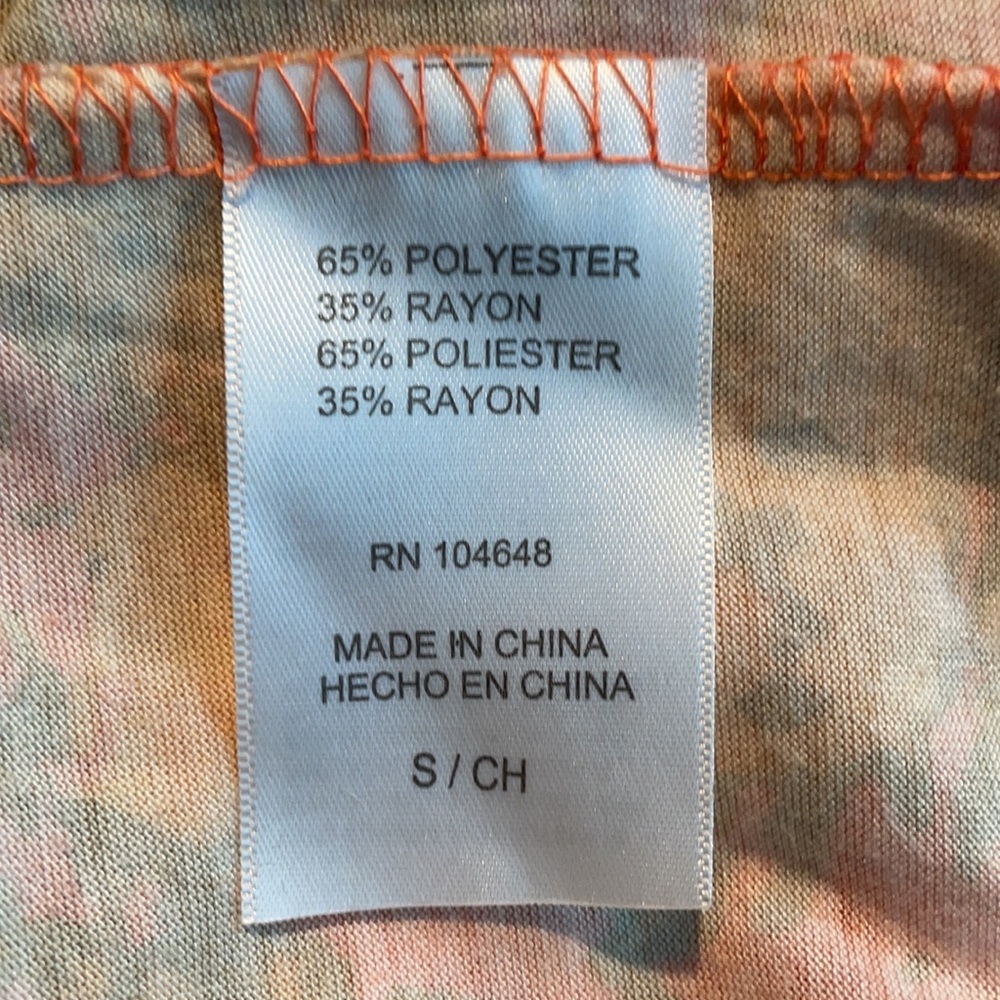 65% POLYESTER
35% RAYON
65% POLIESTER
35% RAYON
RN 104648
MADE IN CHINA
HECHO EN CHINA
S / CH